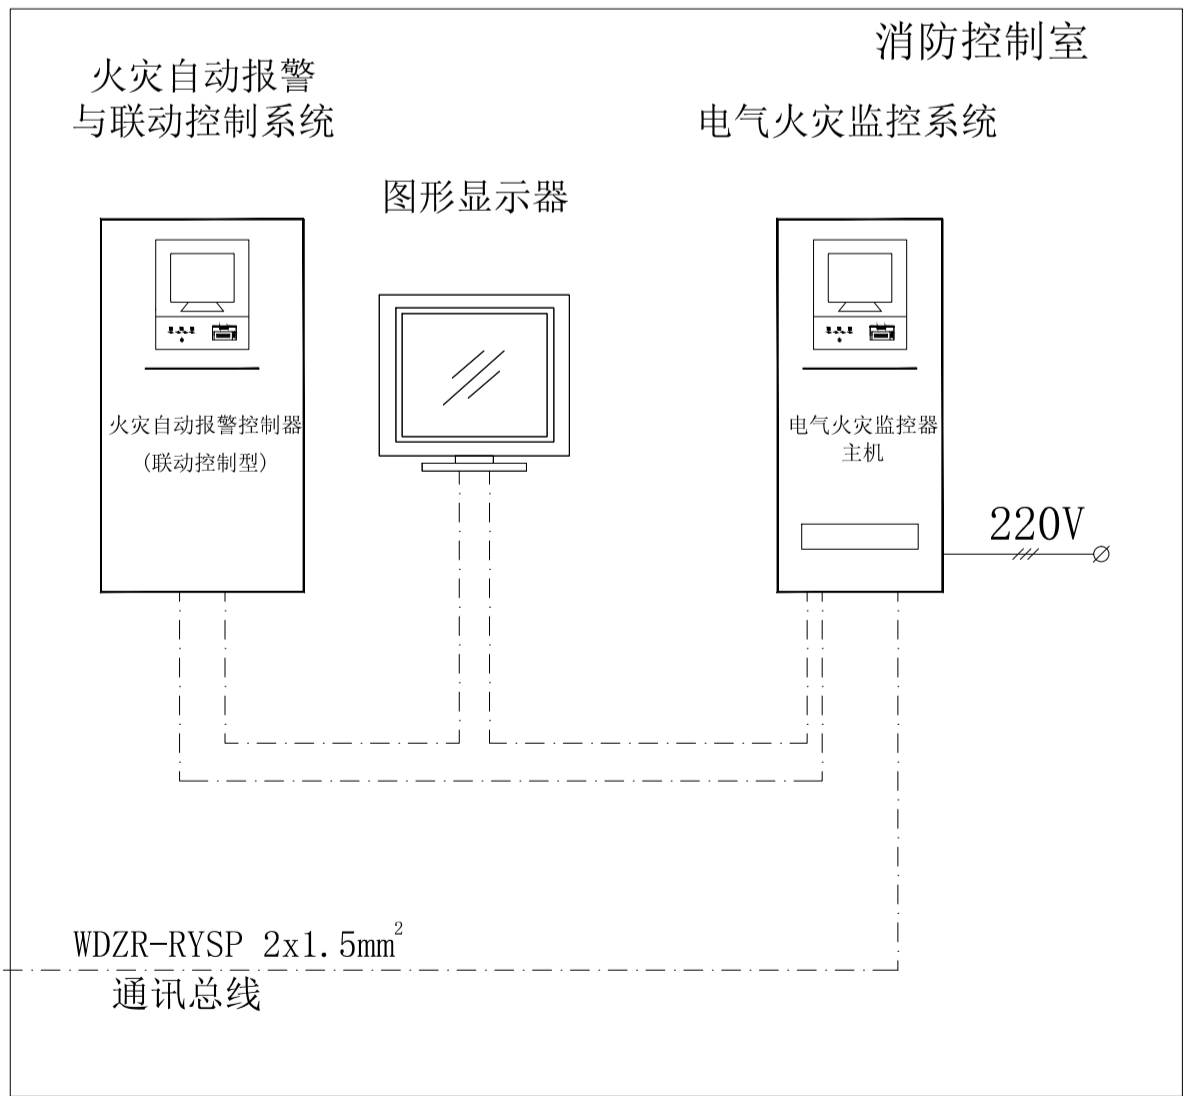 消防控制室
火灾自动报警
与联动控制系统
电气火灾监控系统
图形显示器
火灾自动报警控制器
(联动控制型)
电气火灾监控器
主机
220V
WDZR-RYSP 2x1.5mm²
通讯总线